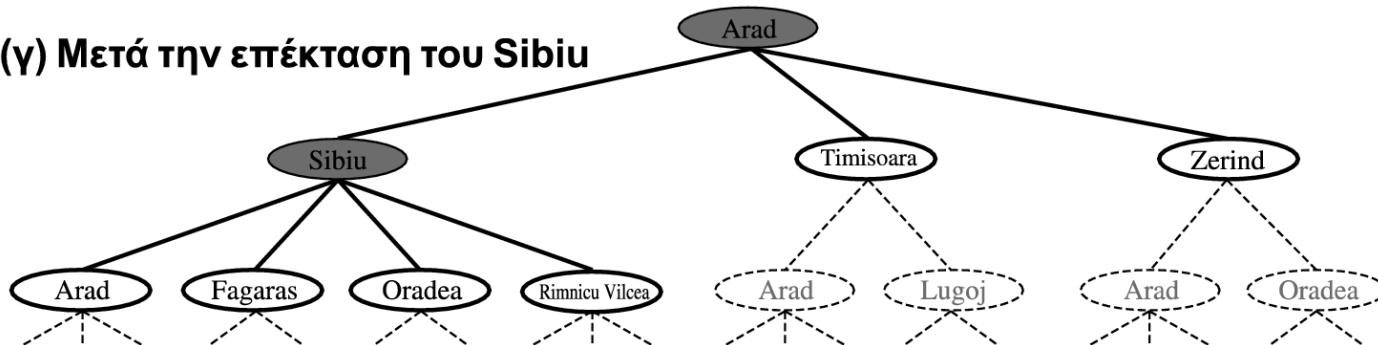 Arad
(γ) Μετά την επέκταση του Sibiu
Sibiu
Timisoara
Zerind
Arad
Fagaras
Oradea
Rimnicu Vilcea
Arad
Lugoj
Arad
Oradea